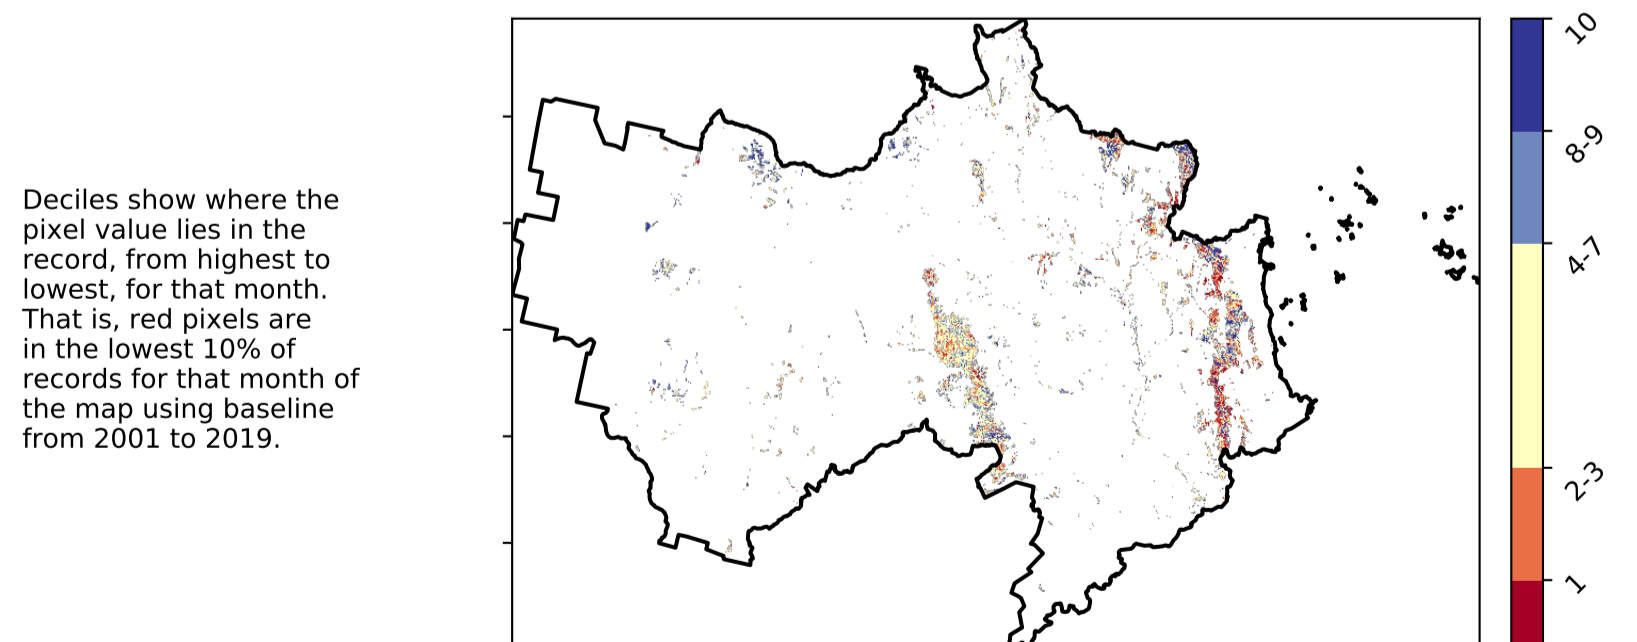 Deciles show where the
pixel value lies in the
record, from highest to
lowest, for that month.
That is, red pixels are
in the lowest 10% of
records for that month of
the map using baseline
from 2001 to 2019.
10
8-9
4-7
2-3
1